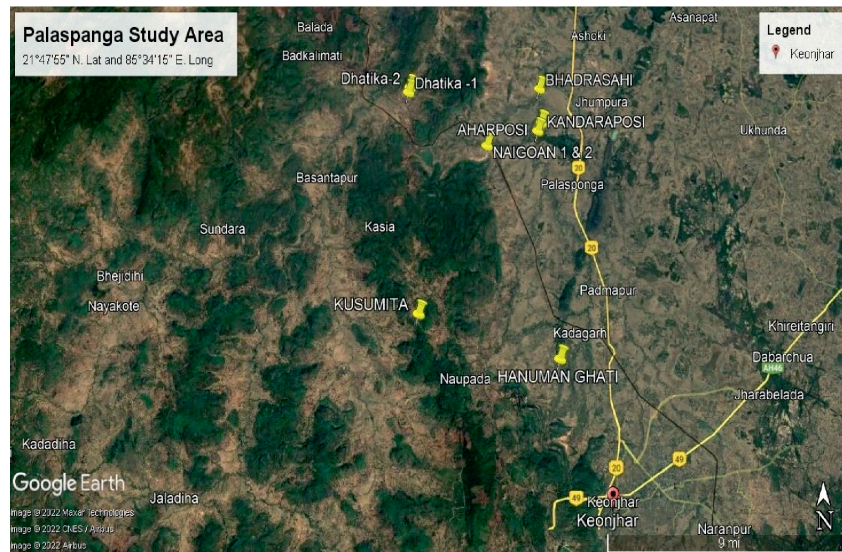 Palaspanga Study Area
21°47'55" N. Lat and 85°34'15" E. Long
Legend
Keonjhar
Balada
Asanapat
Badkalimati
Ashoki
Dhatika-2
Dhatika -1
BHADRASAHI
Jhumpura
KANDARAPOSI
AHARPOSI
Ukhunda
NAIGOAN 1 & 2
20
Basantapur
Palasponga
Sundara
Kasia
20
Bhejidihi
Padmapur
Nayakote
KUSUMITA
Khireitangiri
Kadagarh
Dabarchua
HANUMAN GHATI
AH46
Naupada
Jharabelada
Kadadiha
49
20
Google Earth
Jaladiha
49
Keonjhar
Keonjhar
N
Image © 2022 Maxar Technologies
Image © 2022 CNES / Airbus
Image © 2022 Airbus
Naranpur
9 mi